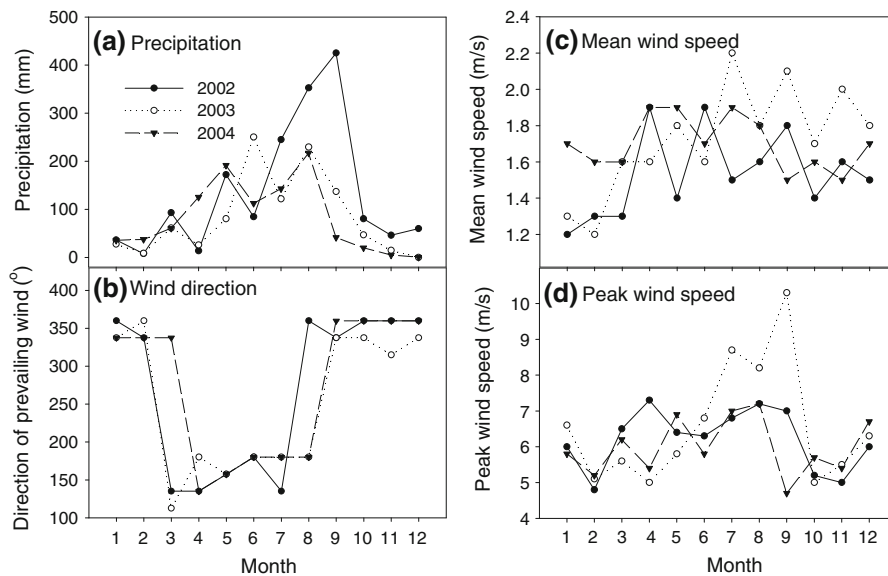 (a) Precipitation
Precipitation (mm)
500
400
300
200
100
0
2002
2003
2004
(b) Wind direction
Direction of prevailing wind (°)
400
350
300
250
200
150
100
1 2 3 4 5 6 7 8 9 10 11 12
Month
(c) Mean wind speed
Mean wind speed (m/s)
2.4
2.2
2.0
1.8
1.6
1.4
1.2
(d) Peak wind speed
Peak wind speed (m/s)
10
9
8
7
6
5
4
1 2 3 4 5 6 7 8 9 10 11 12
Month